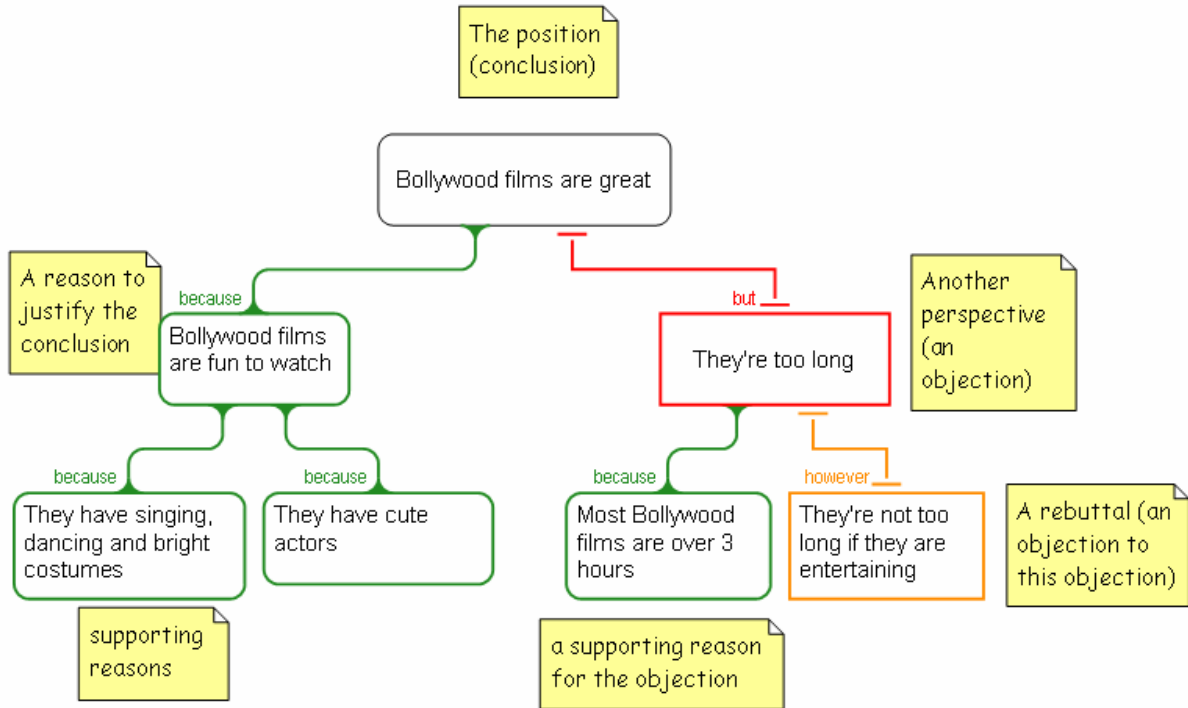 The position
(conclusion)
Bollywood films are great
A reason to
justify the
conclusion
because
Bollywood films
are fun to watch
but
They're too long
Another
perspective
(an
objection)
because
They have singing,
dancing and bright
costumes
because
They have cute
actors
because
Most Bollywood
films are over 3
hours
however
They're not too
long if they are
entertaining
A rebuttal (an
objection to
this objection)
supporting
reasons
a supporting reason
for the objection